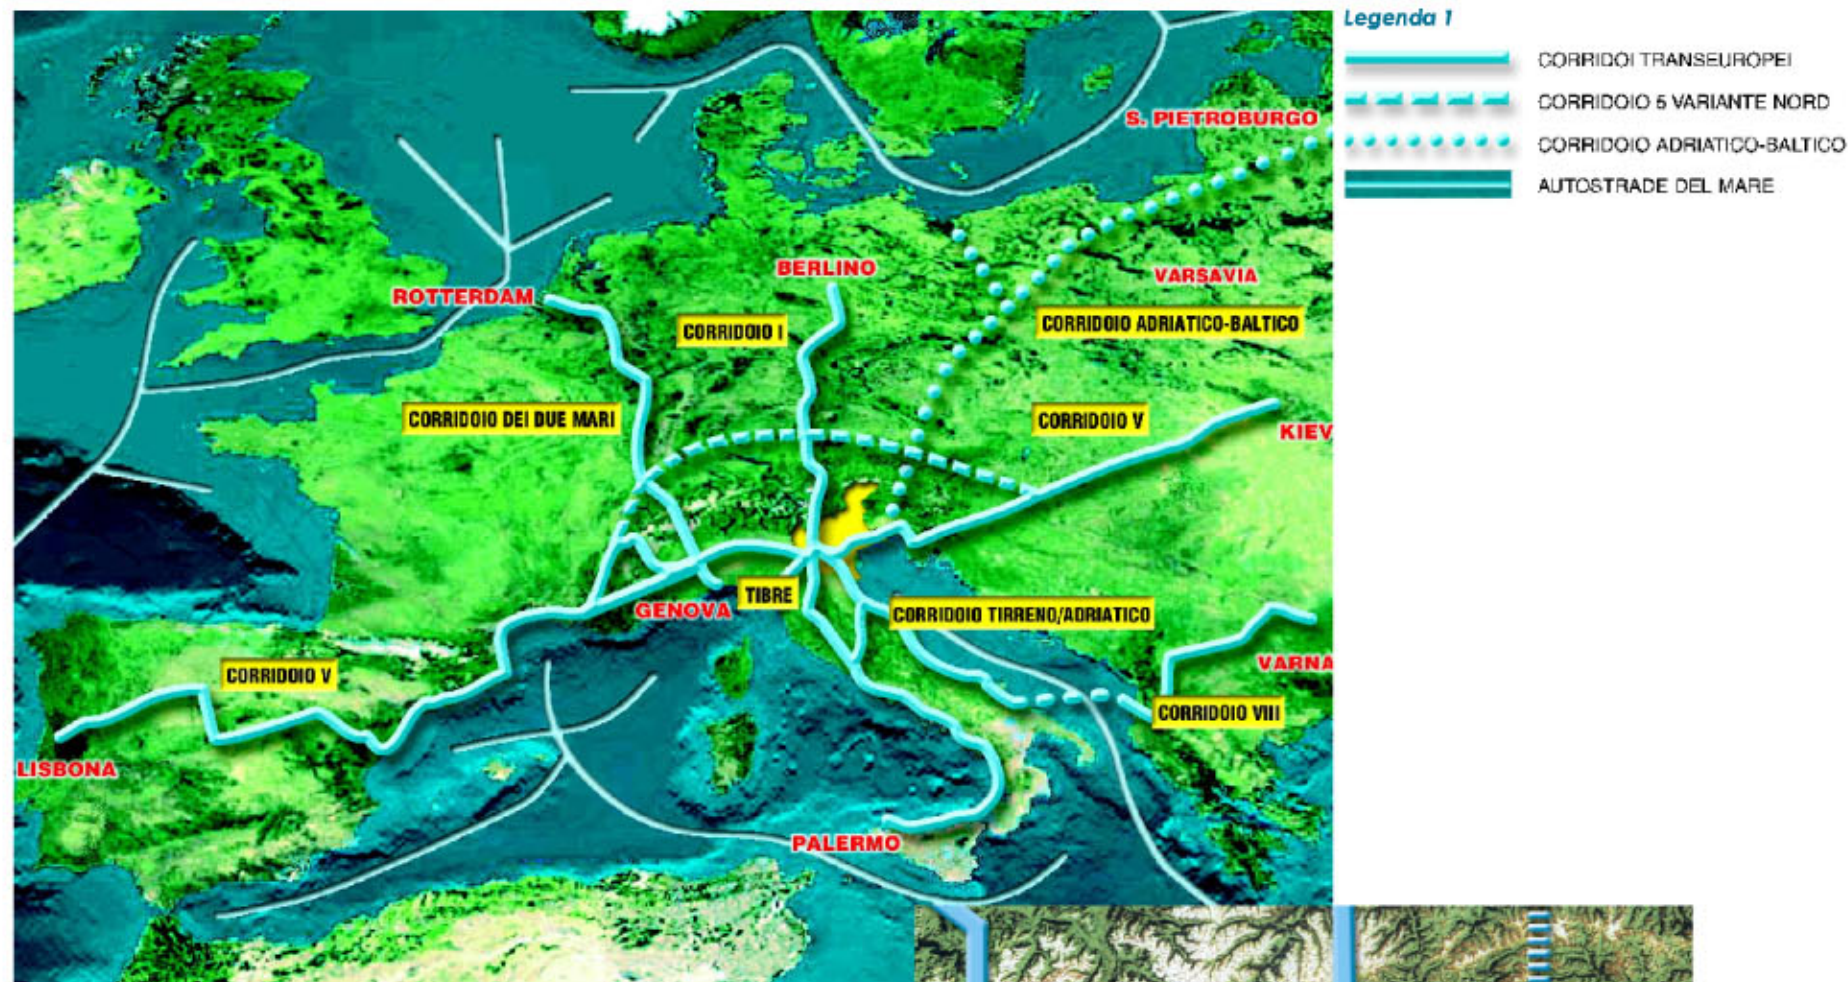 Legenda 1
CORRIDOI TRANSEUROPEI
CORRIDOIO 5 VARIANTE NORD
CORRIDOIO ADRIATICO-BALTICO
AUTOSTRADE DEL MARE
S. PIETROBURGO
BERLINO
VARSAVIA
ROTTERDAM
CORRIDOIO I
CORRIDOIO ADRIATICO-BALTICO
CORRIDOIO DEI DUE MARI
CORRIDOIO V
KIEV
TIBRE
GENOVA
CORRIDOIO TIRRENO/ADRIATICO
CORRIDOIO V
VARNA
CORRIDOIO VIII
LISBONA
PALERMO